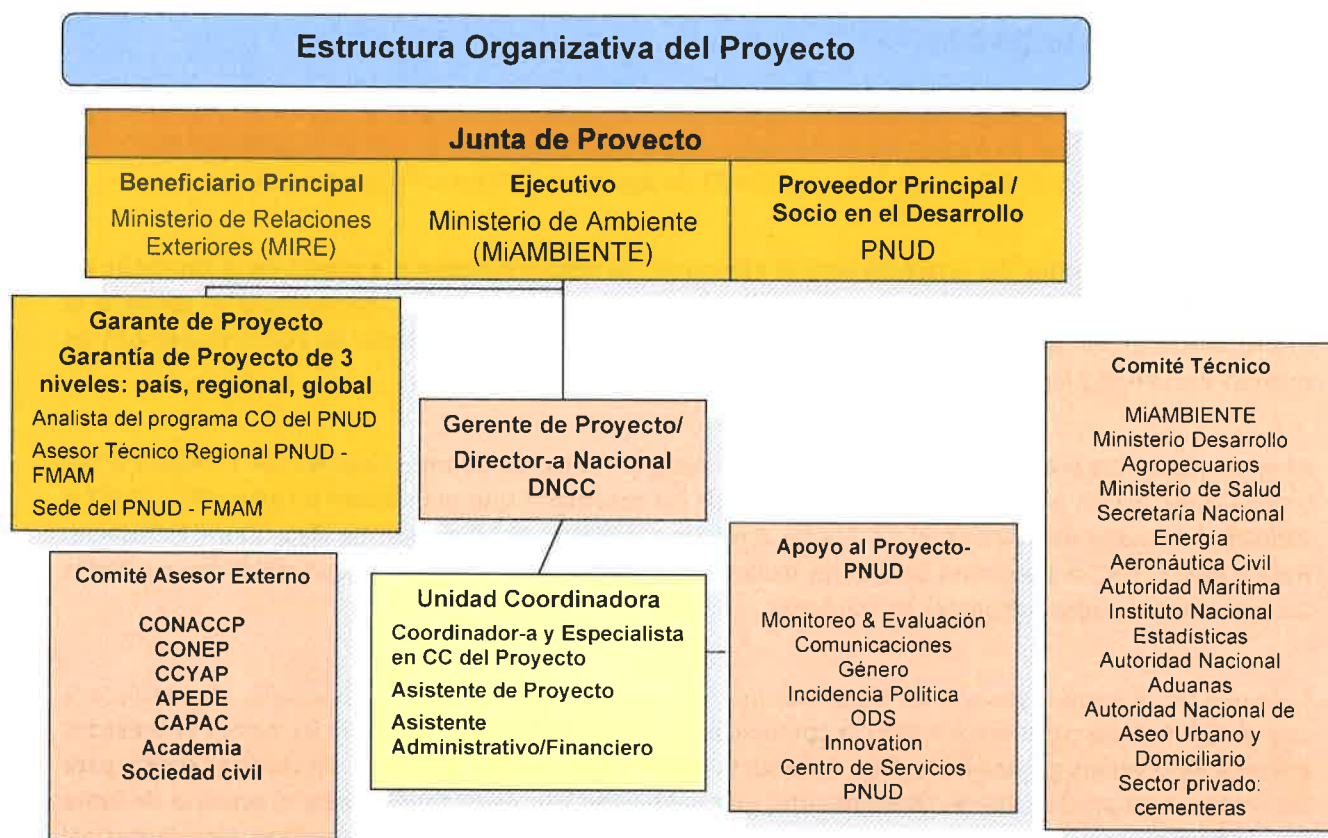 Estructura Organizativa del Proyecto
Junta de Provecto
Beneficiario Principal
Ministerio de Relaciones
Exteriores (MIRE)
Ejecutivo
Ministerio de Ambiente
(MiAMBIENTE)
Proveedor Principal /
Socio en el Desarrollo
PNUD
Garante de Proyecto
Garantía de Proyecto de 3
niveles: país, regional, global
Analista del programa CO del PNUD
Asesor Técnico Regional PNUD -
FMAM
Sede del PNUD - FMAM
Gerente de Proyecto/
Director-a Nacional
DNCC
Comité Asesor Externo
CONACCP
CONEP
CCYAP
APEDE
CAPAC
Academia
Sociedad civil
Unidad Coordinadora
Coordinador-a y Especialista
en CC del Proyecto
Asistente de Proyecto
Asistente
Administrativo/Financiero
Apoyo al Proyecto-
PNUD
Monitoreo & Evaluación
Comunicaciones
Género
Incidencia Política
ODS
Innovation
Centro de Servicios
PNUD
Comité Técnico
MiAMBIENTE
Ministerio Desarrollo
Agropecuarios
Ministerio de Salud
Secretaría Nacional
Energía
Aeronáutica Civil
Autoridad Marítima
Instituto Nacional
Estadísticas
Autoridad Nacional
Aduanas
Autoridad Nacional de
Aseo Urbano y
Domiciliario
Sector privado:
cementeras